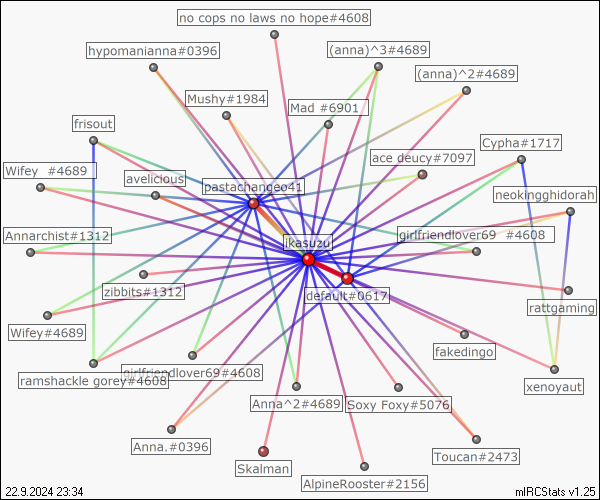 no cops no laws no hope#4608
hypomanianna#0396
(anna)^3#4689
(anna)^2#4689
Mushy#1984
Mad #6901
frisout
Cypha#1717
ace deucy#7097
Wifey #4689
avelicious
pastachangeo41
neokingghidorah
Annarchist#1312
ikasuzu
girlfriendlover69 #4608
zibbits#1312
default#0617
rattgaming
Wifey#4689
fakedingo
ramshackle gorey#4608
girlfriendlover69#4608
xenoyaut
Anna^2#4689
Soxy Foxy#5076
Anna.#0396
Toucan#2473
Skalman
AlpineRooster#2156
22.9.2024 23:34
mIRCStats v1.25